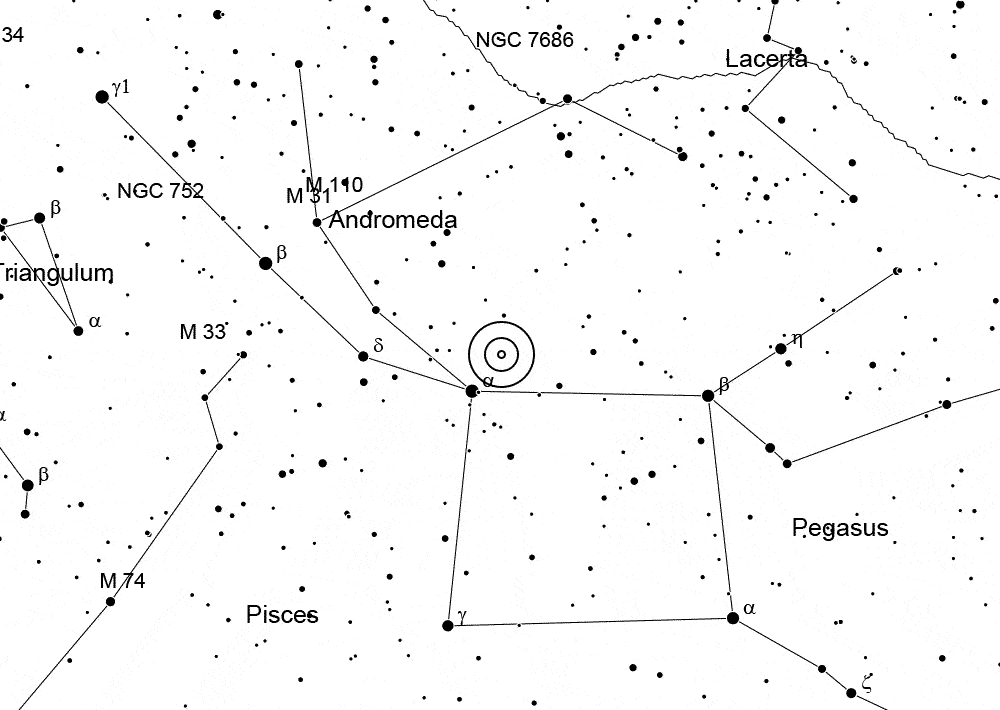 34
NGC 7686
Lacerta
γ1
M 110
NGC 752
M 31
β
Andromeda
β
Triangulum
α
M 33
δ
η
α
β
α
β
Pegasus
M 74
Pisces
γ
α
ζ